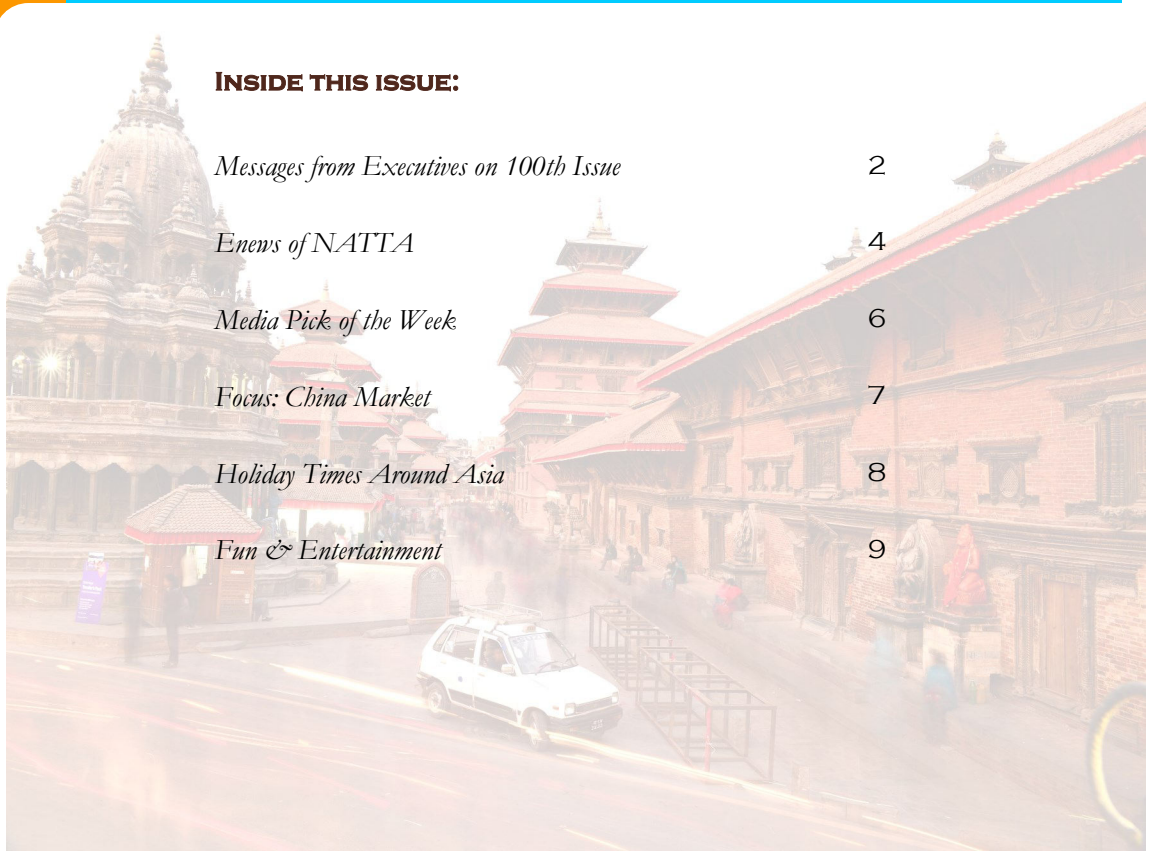 INSIDE THIS ISSUE:
Messages from Executives on 100th Issue 2
Enews of NATTA 4
Media Pick of the Week 6
Focus: China Market 7
Holiday Times Around Asia 8
Fun & Entertainment 9